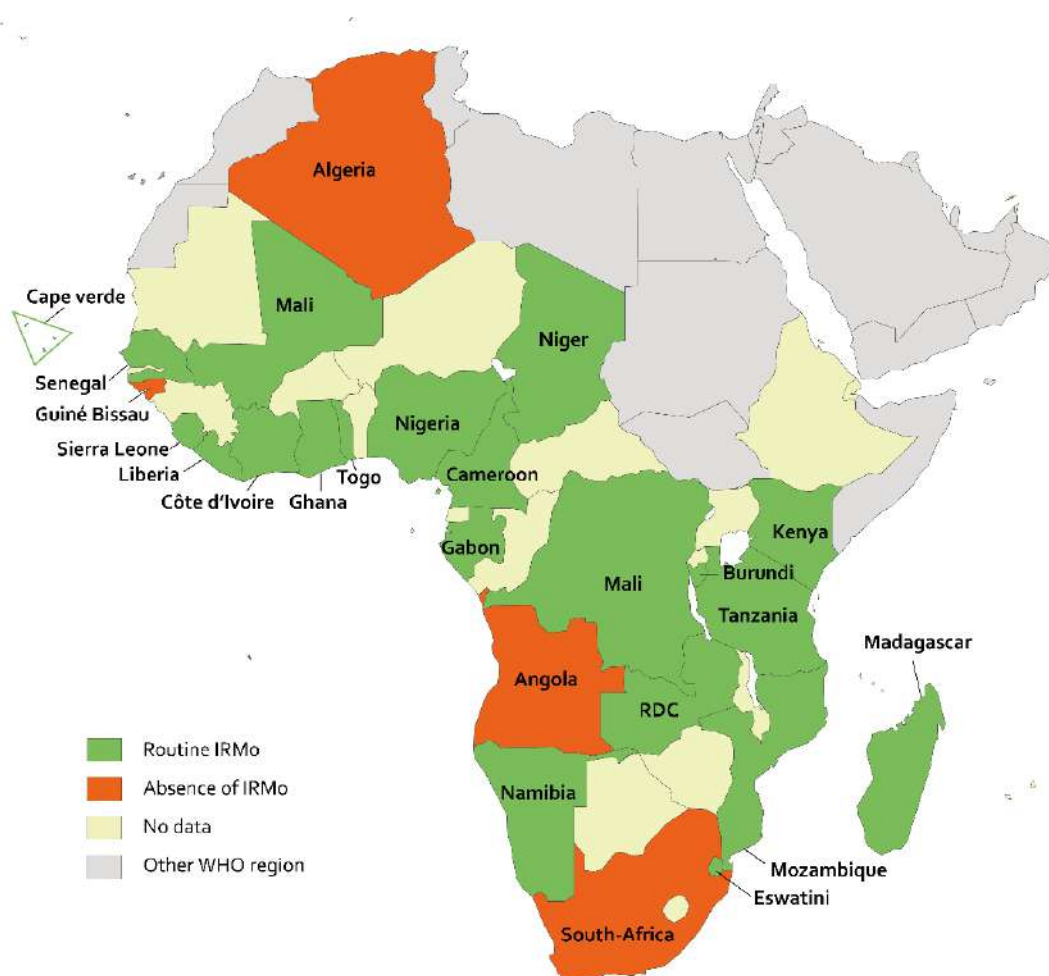 Algeria
Cape verde
Mali
Niger
Senegal
Guiné Bissau
Nigeria
Sierra Leone
Liberia
Togo
Cameroon
Côte d'Ivoire
Ghana
Kenya
Gabon
Burundi
Mali
Tanzania
Madagascar
Angola
RDC
Routine IRMo
Absence of IRMo
Namibia
No data
Other WHO region
Mozambique
Eswatini
South-Africa